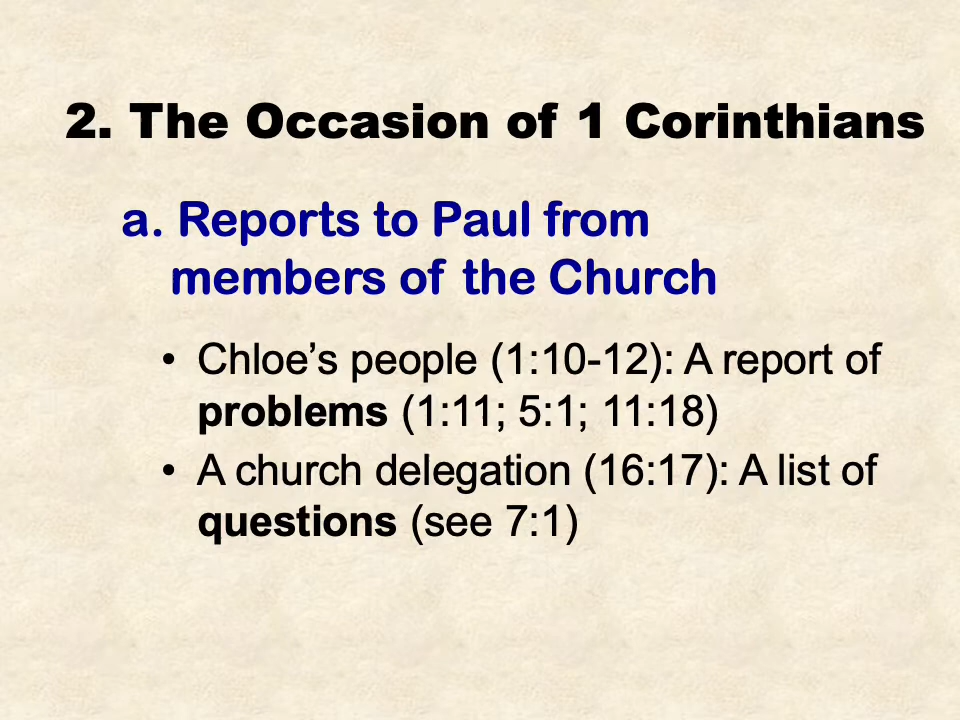 2. The Occasion of 1 Corinthians
a. Reports to Paul from
members of the Church
• Chloe’s people (1:10-12): A report of
problems (1:11; 5:1; 11:18)
• A church delegation (16:17): A list of
questions (see 7:1)